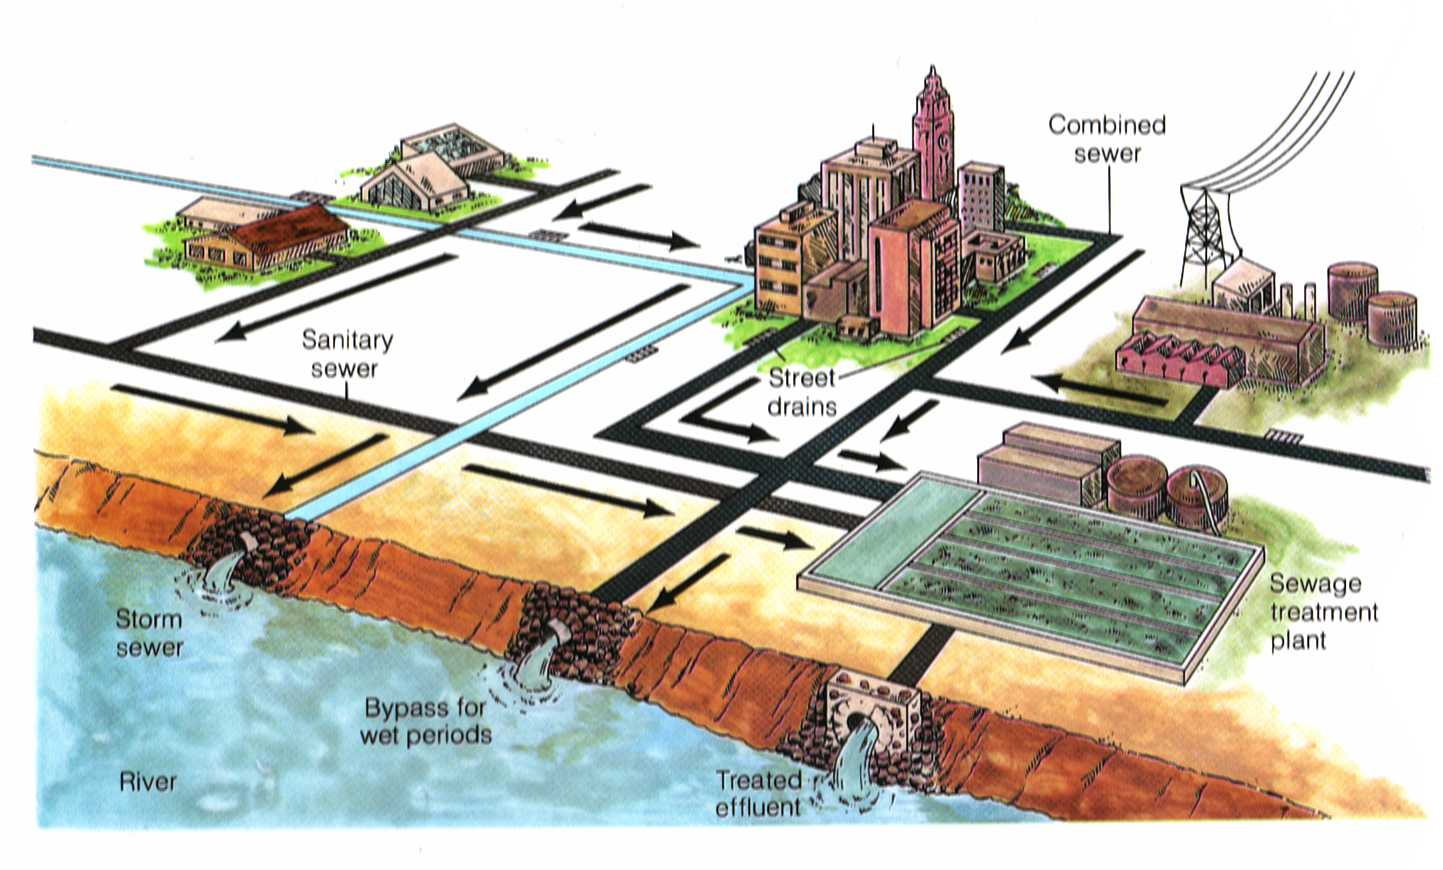 Combined
sewer
Sanitary
sewer
Street
drains
Sewage
treatment
plant
Storm
sewer
Bypass for
wet periods
River
Treated
effluent